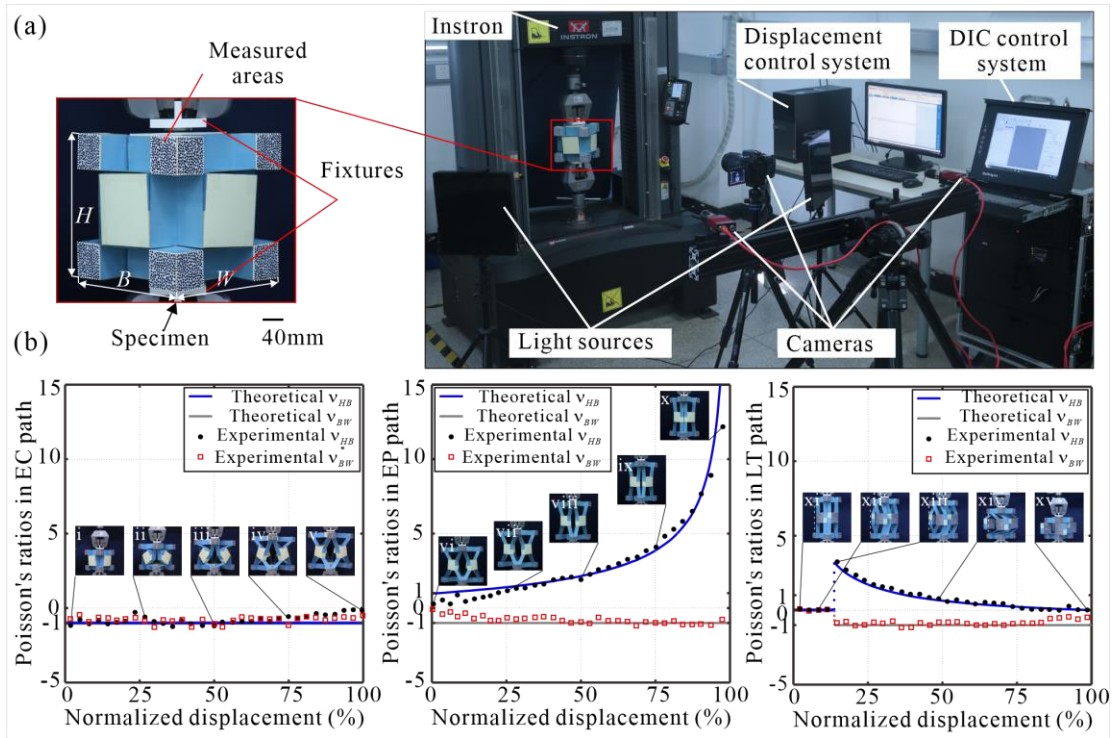 (a)
Measured
areas
Fixtures
H
B
W
Specimen
40mm
Instron
INSTRON
Displacement
control system
DIC control
system
Light sources
Cameras
(b)
Poisson's ratios in EC path
15
10
5
1
0
-1
-5
Theoretical ν_HB
Theoretical ν_BW
Experimental ν_HB
Experimental ν*_BW
i
ii
iii
iv
v
0
25
50
75
100
Normalized displacement (%)
Poisson's ratios in EP path
15
10
5
1
0
-1
-5
Theoretical ν_HB
Theoretical ν_BW
Experimental ν_HB
Experimental ν_BW
vi
vii
viii
ix
x
0
25
50
75
100
Normalized displacement (%)
Poisson's ratios in LT path
15
10
5
1
0
-1
-5
Theoretical ν_HB
Theoretical ν_BW
Experimental ν_HB
Experimental ν_BW
xi
xii
xiii
xiv
xv
0
25
50
75
100
Normalized displacement (%)